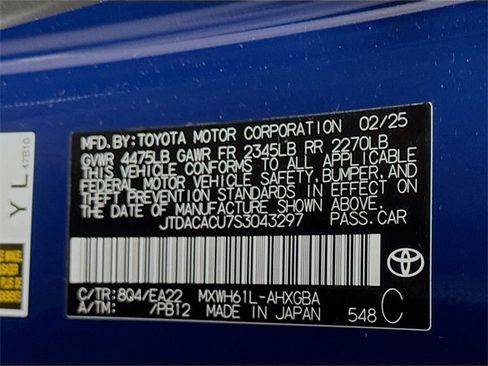 MFD. BY: TOYOTA MOTOR CORPORATION 02/25
GVWR 4475LB GAWR FR 2345LB RR 2270LB
THIS VEHICLE CONFORMS TO ALL APPLICABLE
FEDERAL MOTOR VEHICLE SAFETY, BUMPER, AND
THEFT PREVENTION STANDARDS IN EFFECT ON
THE DATE OF MANUFACTURE SHOWN ABOVE.
JTDACACU7S3043297 PASS.CAR
C/TR: 8Q4/EA22 MXWH61L-AHXGBA
A/TM: /PB12 MADE IN JAPAN 548 C
TOYOTA
Y L
47B10